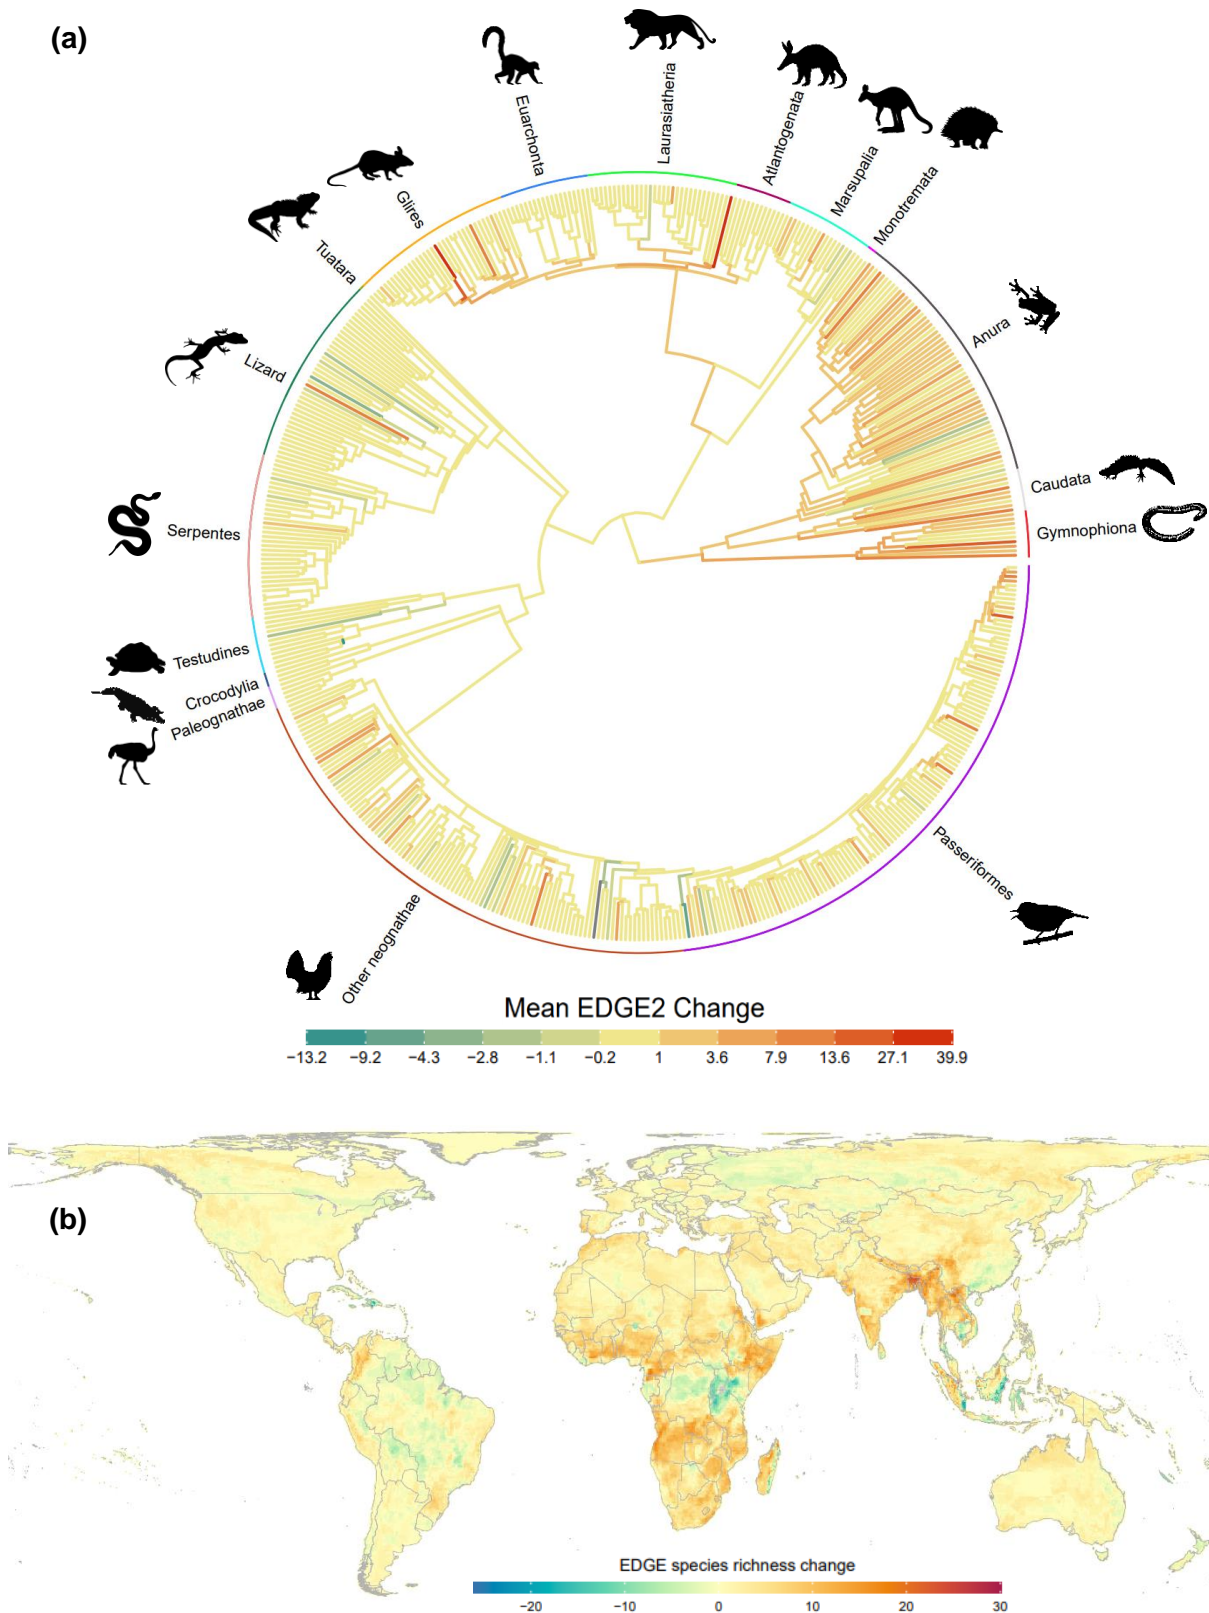 (a)
Euarchonta
Laurasiatheria
Atlantogenata
Marsupalia
Monotremata
Glires
Tuatara
Lizard
Anura
Caudata
Gymnophiona
Serpentes
Testudines
Crocodylia
Paleognathae
Passeriformes
Other neognathae
Mean EDGE2 Change
−13.2 −9.2 −4.3 −2.8 −1.1 −0.2 1 3.6 7.9 13.6 27.1 39.9
(b)
EDGE species richness change
−20 −10 0 10 20 30